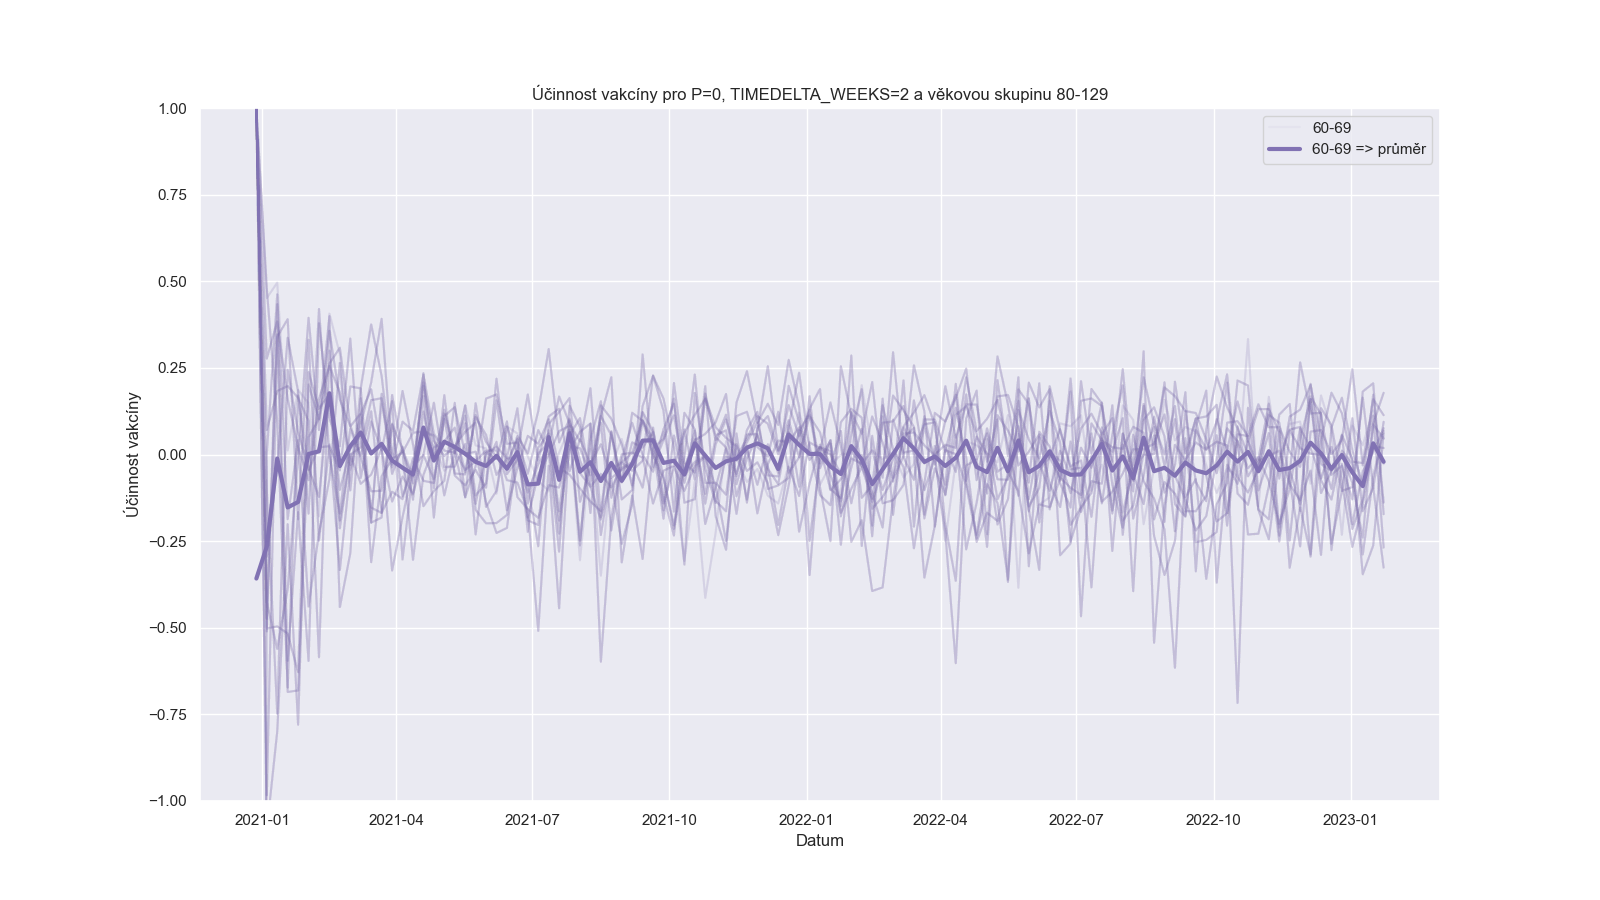 Účinnost vakcíny pro P=0, TIMEDELTA_WEEKS=2 a věkovou skupinu 80-129
60-69
60-69 => průměr
1.00
0.75
0.50
0.25
0.00
−0.25
−0.50
−0.75
−1.00
Účinnost vakcíny
2021-01 2021-04 2021-07 2021-10 2022-01 2022-04 2022-07 2022-10 2023-01
Datum